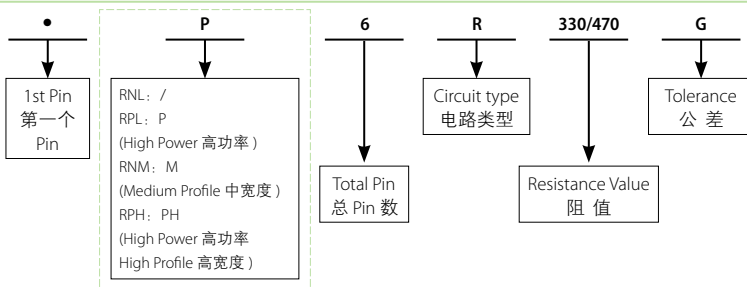 • P 6 R 330/470 G
1st Pin
第一个
Pin
RNL: /
RPL: P
(High Power 高功率)
RNM: M
(Medium Profile 中宽度)
RPH: PH
(High Power 高功率
High Profile 高宽度)
Total Pin
总 Pin 数
Circuit type
电路类型
Resistance Value
阻 值
Tolerance
公 差